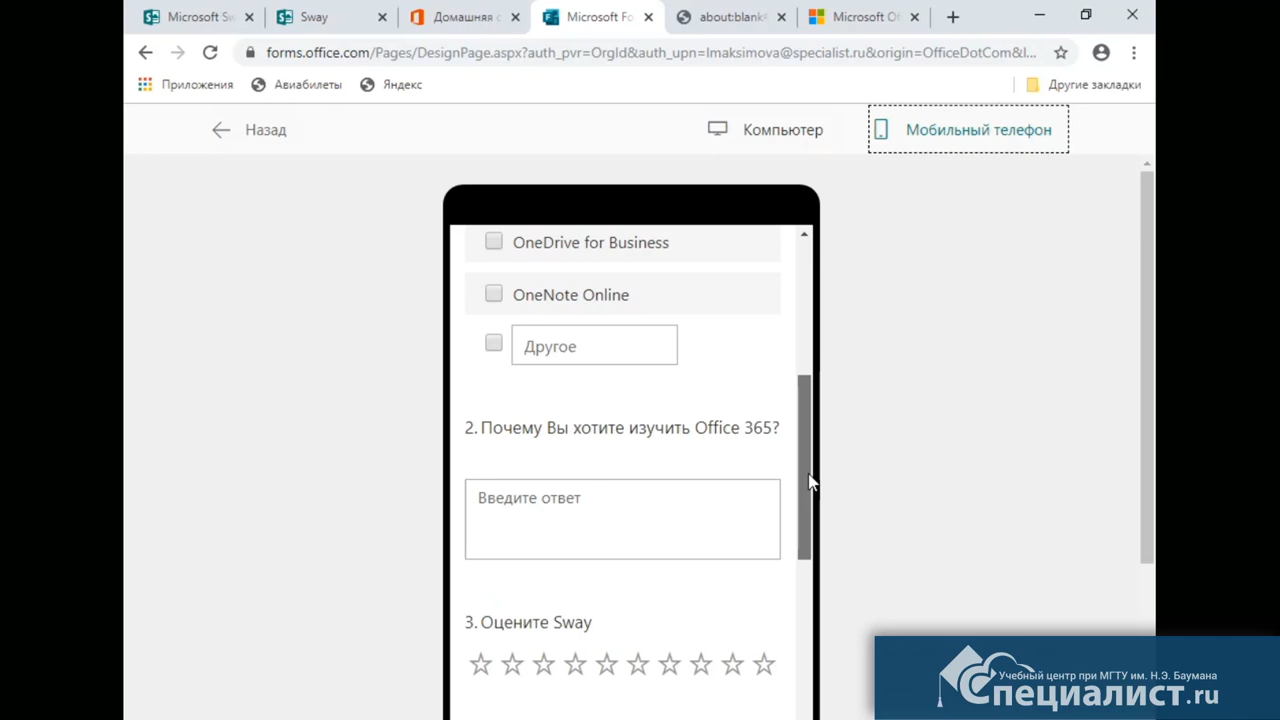 Microsoft Sw
Sway
Домашняя с
Microsoft Fo
about:blank
Microsoft Of
forms.office.com/Pages/DesignPage.aspx?auth_pvr=OrgId&auth_upn=lmaksimova@specialist.ru&origin=OfficeDotCom&l...
Приложения
Авиабилеты
Яндекс
Другие закладки
Назад
Компьютер
Мобильный телефон
OneDrive for Business
OneNote Online
Другое
2. Почему Вы хотите изучить Office 365?
Введите ответ
3. Оцените Sway
Учебный центр при МГТУ им. Н.Э. Баумана
Специалист.ru